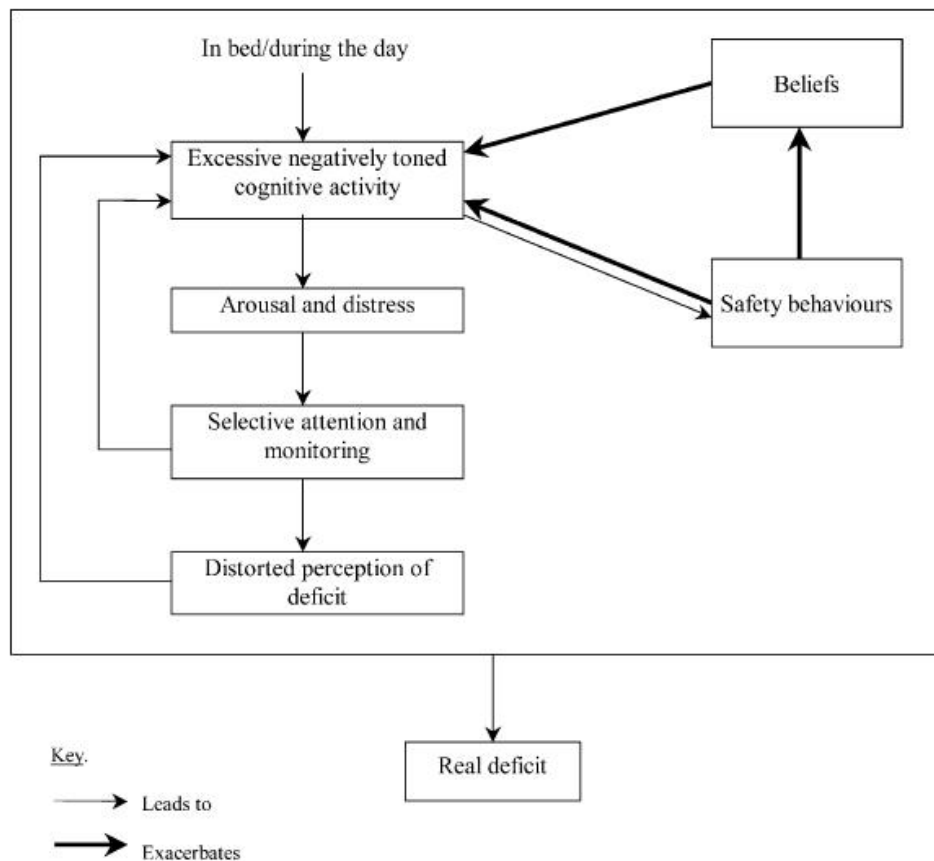 In bed/during the day
Beliefs
Excessive negatively toned
cognitive activity
Safety behaviours
Arousal and distress
Selective attention and
monitoring
Distorted perception of
deficit
Real deficit
Key.
Leads to
Exacerbates